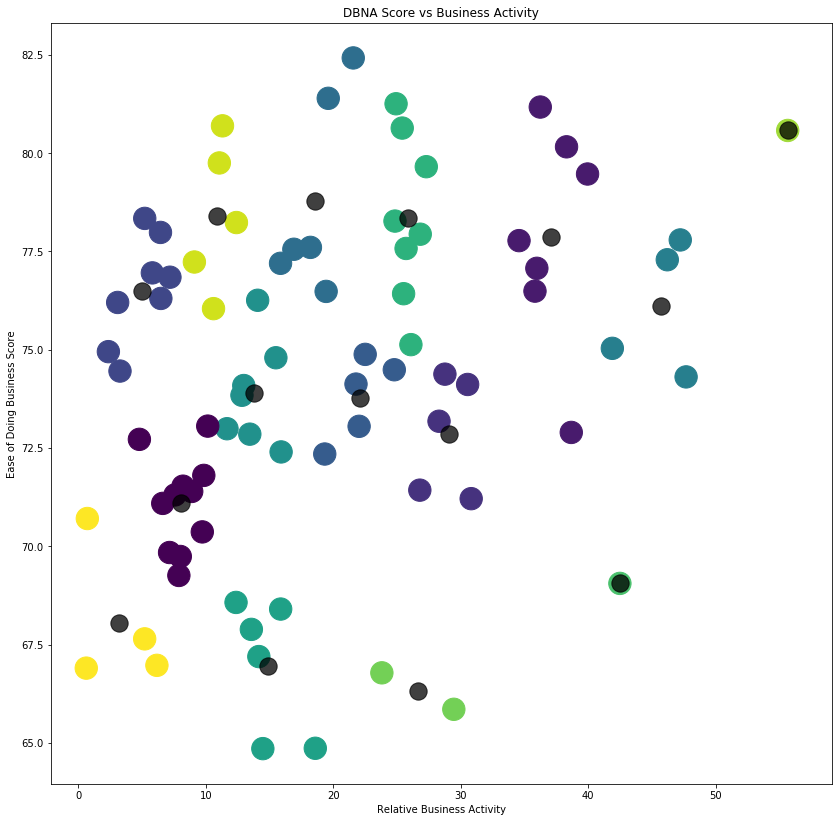 DBNA Score vs Business Activity
82.5
80.0
77.5
75.0
72.5
70.0
67.5
65.0
Ease of Doing Business Score
0 10 20 30 40 50
Relative Business Activity